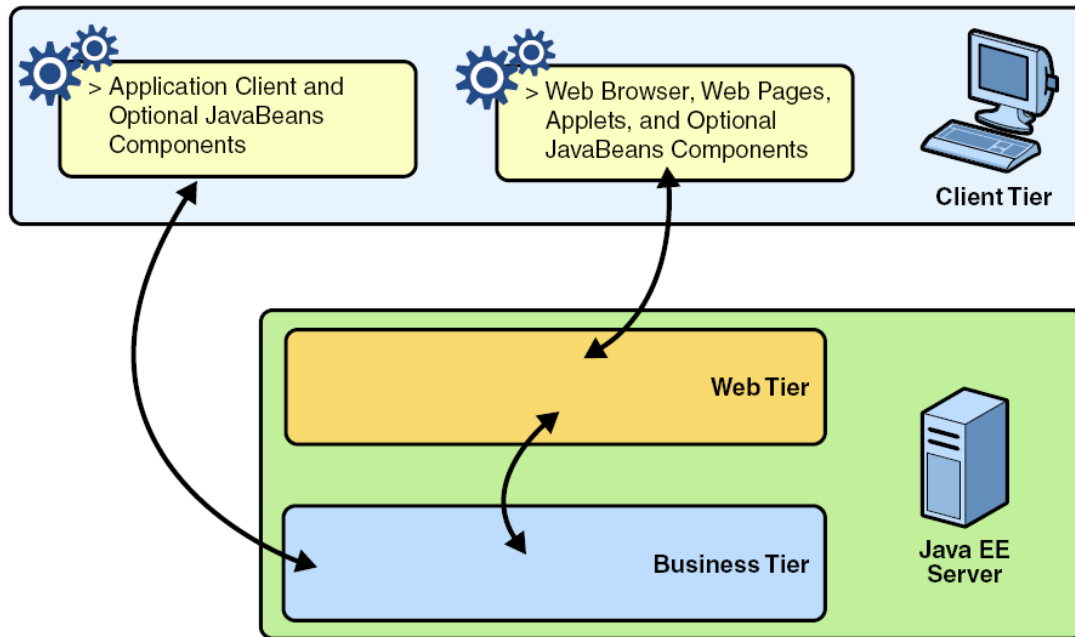 > Application Client and
Optional JavaBeans
Components
> Web Browser, Web Pages,
Applets, and Optional
JavaBeans Components
Client Tier
Web Tier
Business Tier
Java EE
Server